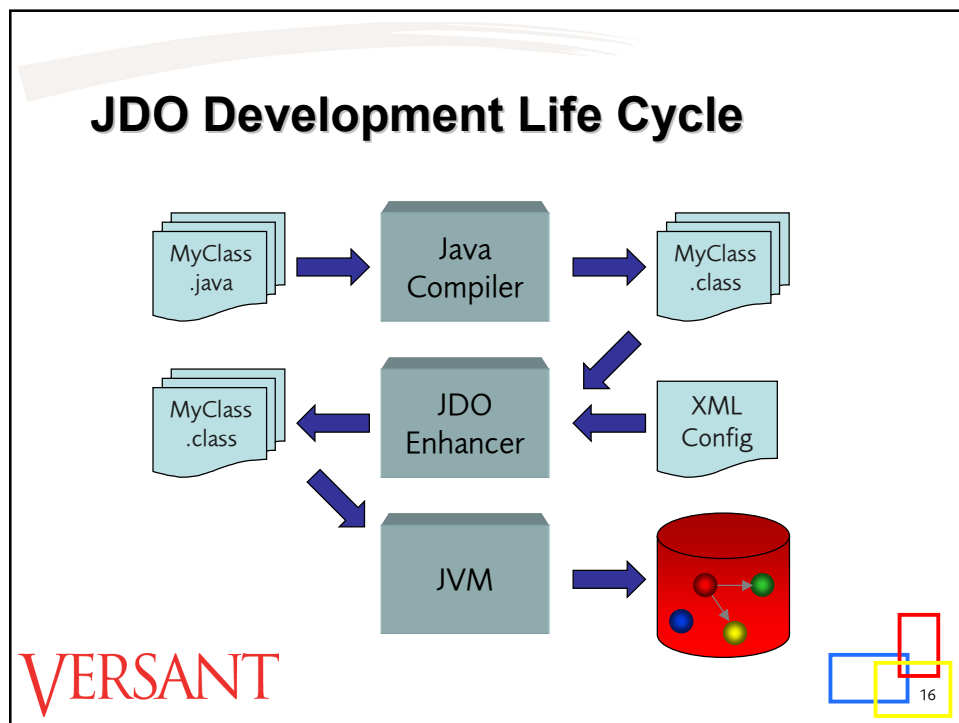 JDO Development Life Cycle
MyClass
.java
Java
Compiler
MyClass
.class
MyClass
.class
JDO
Enhancer
XML
Config
JVM
VERSANT
16